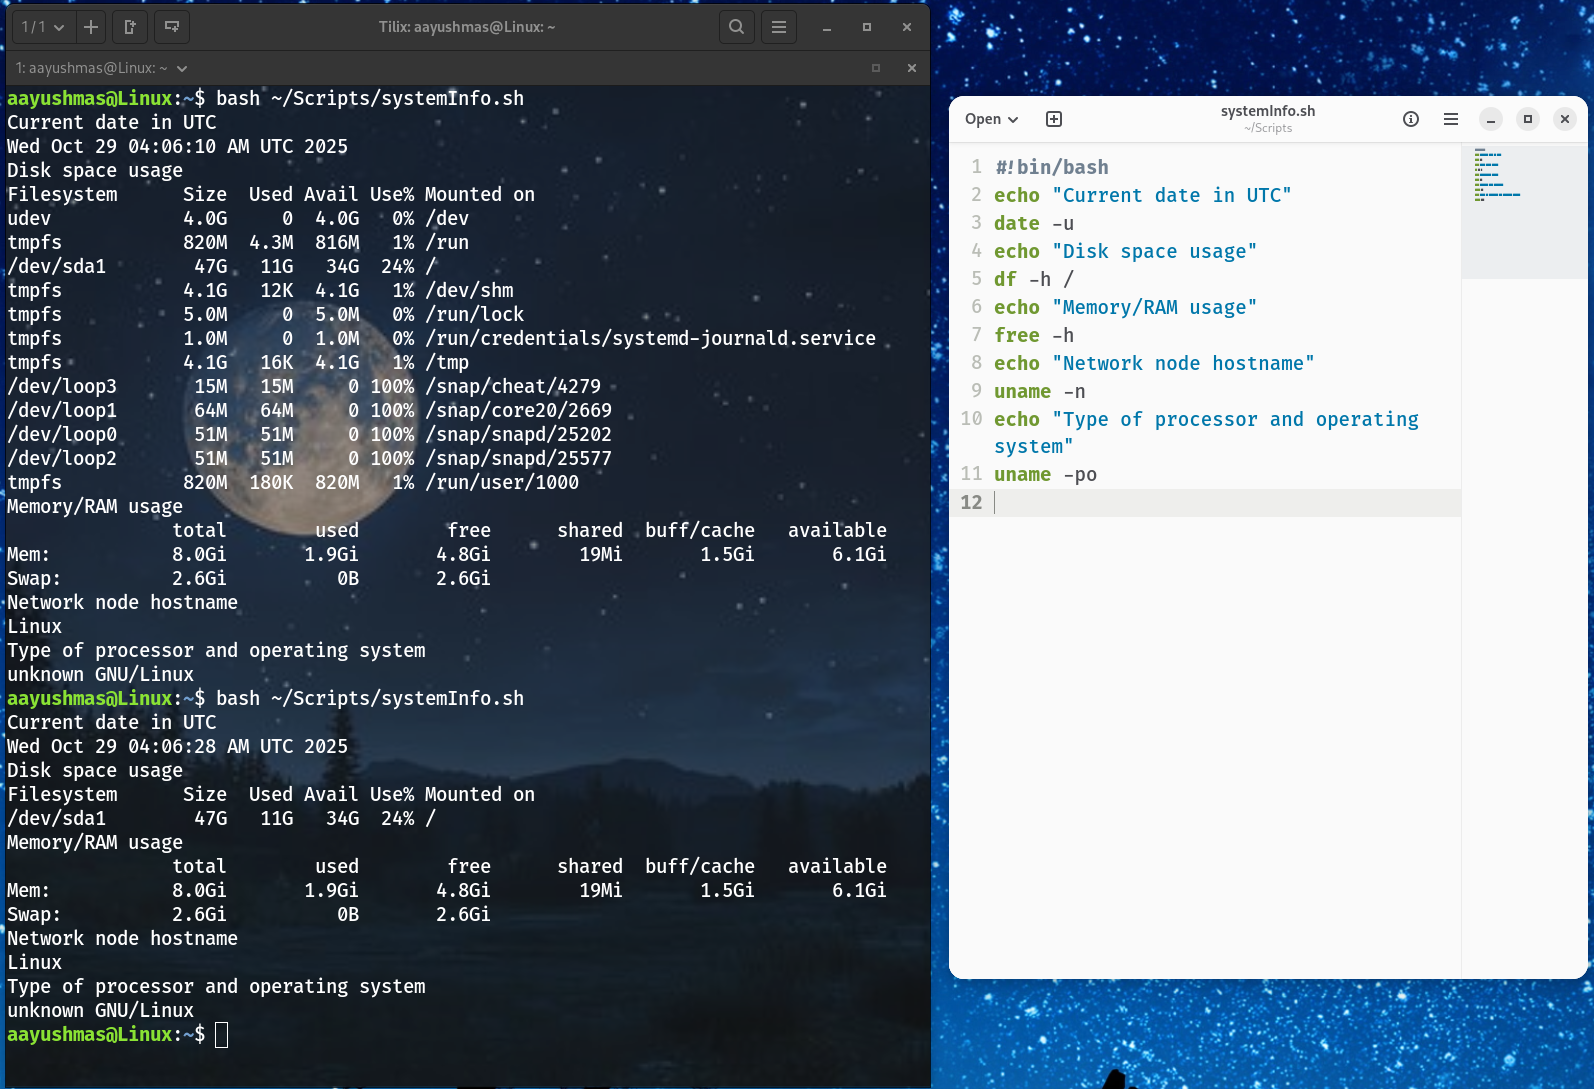 1 / 1
Tilix: aayushmas@Linux: ~
1: aayushmas@Linux: ~
aayushmas@Linux:~$ bash ~/Scripts/systemInfo.sh
Current date in UTC
Wed Oct 29 04:06:10 AM UTC 2025
Disk space usage
Filesystem      Size  Used Avail Use% Mounted on
udev            4.0G     0  4.0G   0% /dev
tmpfs           820M  4.3M  816M   1% /run
/dev/sda1        47G   11G   34G  24% /
tmpfs           4.1G   12K  4.1G   1% /dev/shm
tmpfs           5.0M     0  5.0M   0% /run/lock
tmpfs           1.0M     0  1.0M   0% /run/credentials/systemd-journald.service
tmpfs           4.1G   16K  4.1G   1% /tmp
/dev/loop3       15M   15M     0 100% /snap/cheat/4279
/dev/loop1       64M   64M     0 100% /snap/core20/2669
/dev/loop0       51M   51M     0 100% /snap/snapd/25202
/dev/loop2       51M   51M     0 100% /snap/snapd/25577
tmpfs           820M  180K  820M   1% /run/user/1000
Memory/RAM usage
               total        used        free      shared  buff/cache   available
Mem:           8.0Gi       1.9Gi       4.8Gi        19Mi       1.5Gi       6.1Gi
Swap:          2.6Gi          0B       2.6Gi
Network node hostname
Linux
Type of processor and operating system
unknown GNU/Linux
aayushmas@Linux:~$ bash ~/Scripts/systemInfo.sh
Current date in UTC
Wed Oct 29 04:06:28 AM UTC 2025
Disk space usage
Filesystem      Size  Used Avail Use% Mounted on
/dev/sda1        47G   11G   34G  24% /
Memory/RAM usage
               total        used        free      shared  buff/cache   available
Mem:           8.0Gi       1.9Gi       4.8Gi        19Mi       1.5Gi       6.1Gi
Swap:          2.6Gi          0B       2.6Gi
Network node hostname
Linux
Type of processor and operating system
unknown GNU/Linux
aayushmas@Linux:~$
Open
systemInfo.sh
~/Scripts
1 #!bin/bash
2 echo "Current date in UTC"
3 date -u
4 echo "Disk space usage"
5 df -h /
6 echo "Memory/RAM usage"
7 free -h
8 echo "Network node hostname"
9 uname -n
10 echo "Type of processor and operating
system"
11 uname -po
12